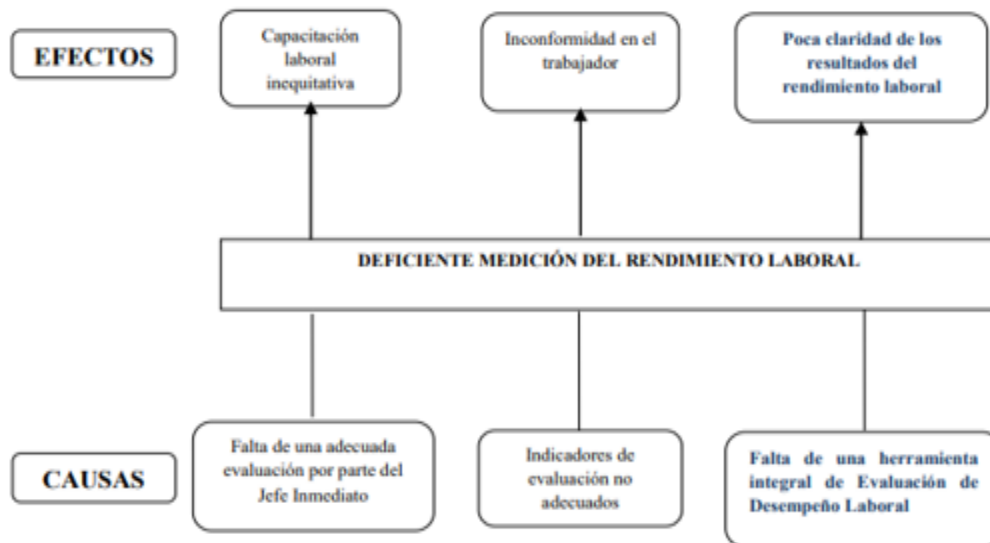 EFECTOS
Capacitación
laboral
inequitativa
Inconformidad en el
trabajador
Poca claridad de los
resultados del
rendimiento laboral
DEFICIENTE MEDICIÓN DEL RENDIMIENTO LABORAL
CAUSAS
Falta de una adecuada
evaluación por parte del
Jefe Inmediato
Indicadores de
evaluación no
adecuados
Falta de una herramienta
integral de Evaluación de
Desempeño Laboral